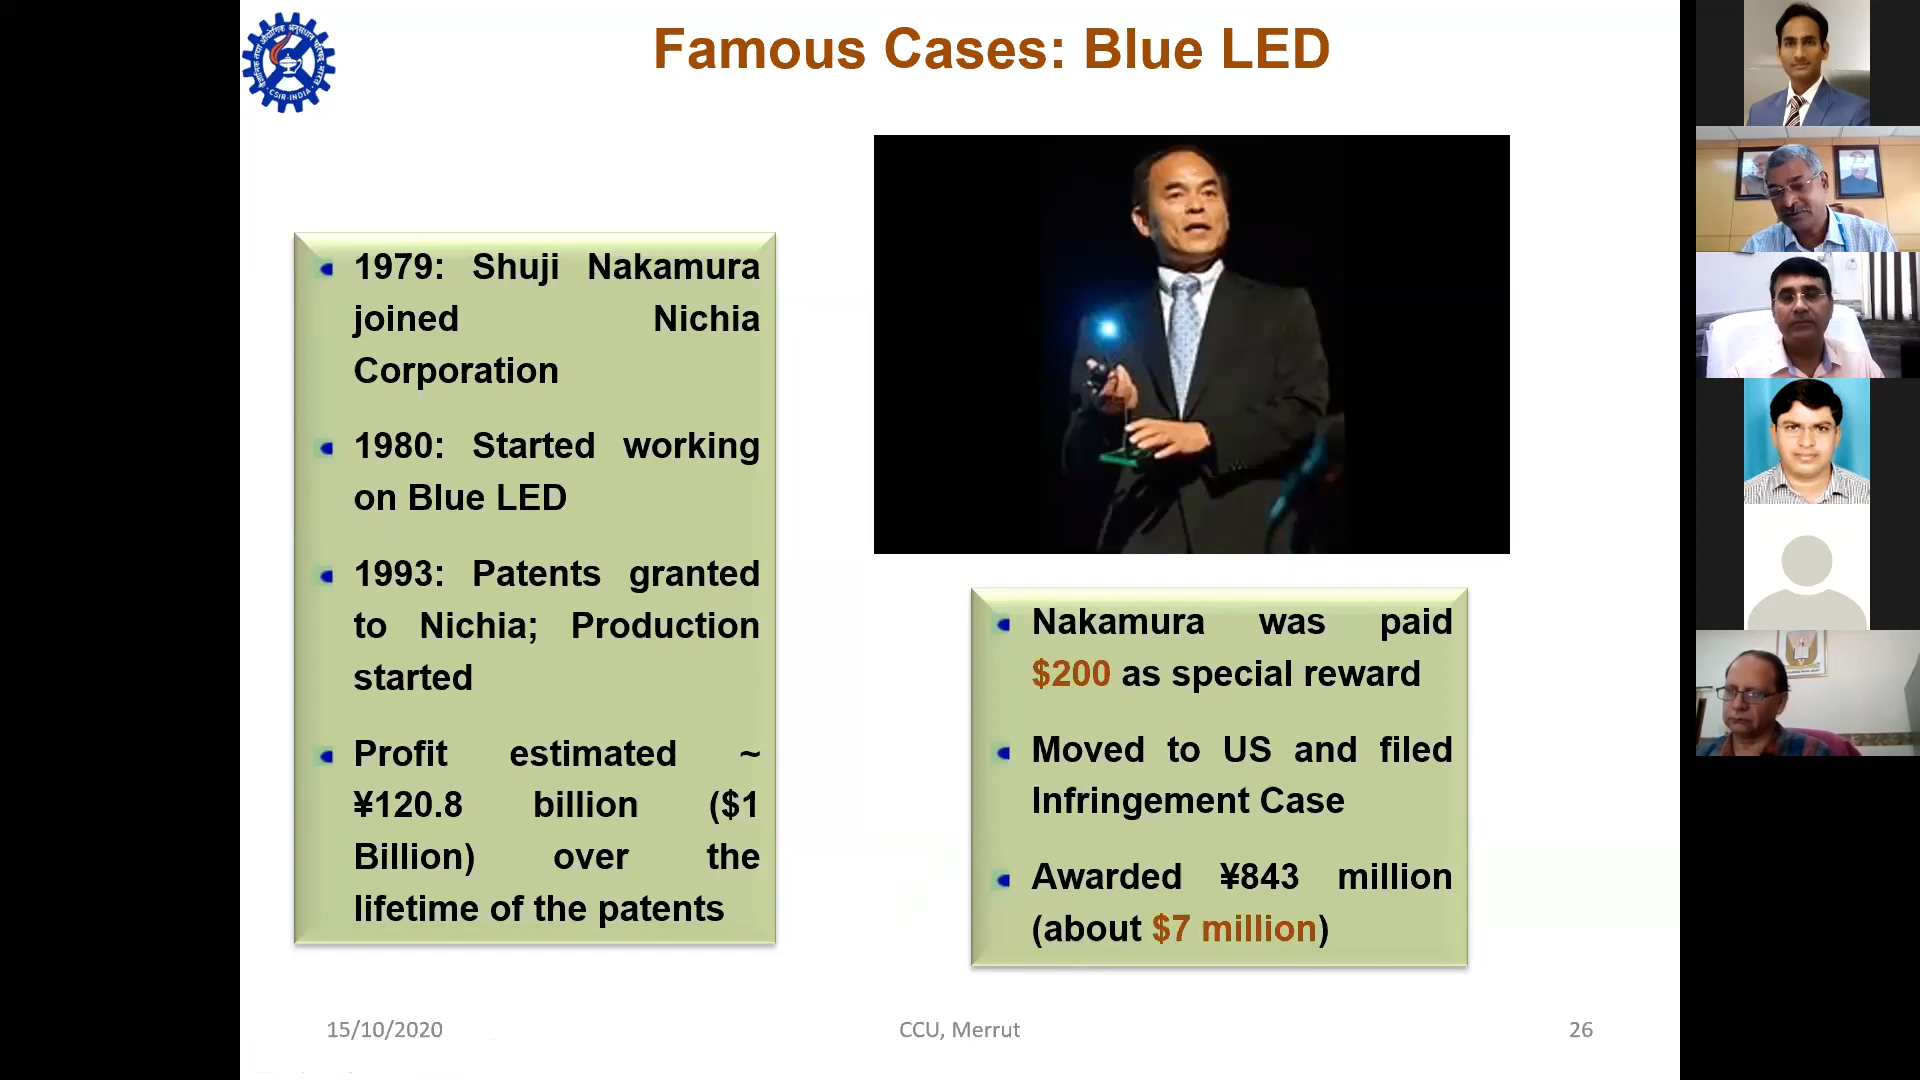 Famous Cases: Blue LED
CSIR-INDIA
1979: Shuji Nakamura
joined Nichia
Corporation
1980: Started working
on Blue LED
1993: Patents granted
to Nichia; Production
started
Profit estimated ~
¥120.8 billion ($1
Billion) over the
lifetime of the patents
Nakamura was paid
$200 as special reward
Moved to US and filed
Infringement Case
Awarded ¥843 million
(about $7 million)
15/10/2020
CCU, Merrut
26